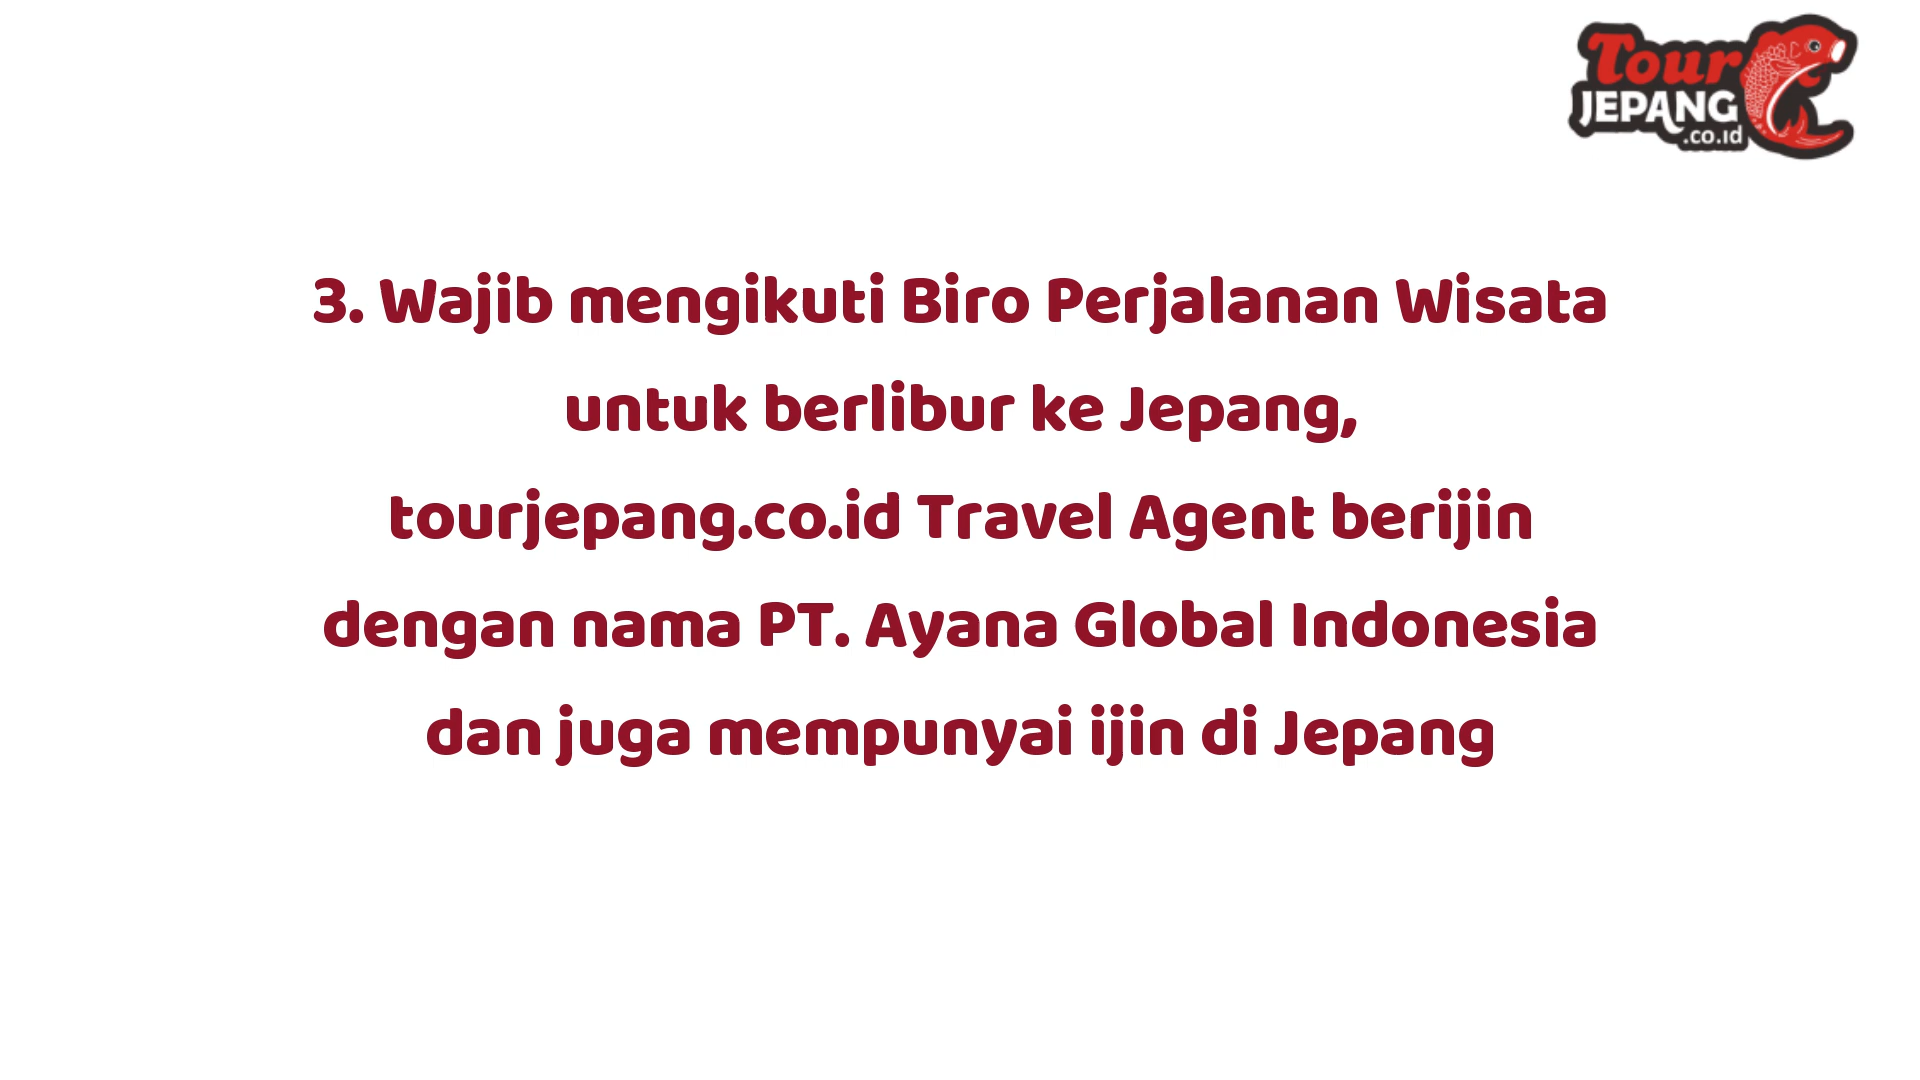 Tour
JEPANG
.co.id
3. Wajib mengikuti Biro Perjalanan Wisata
untuk berlibur ke Jepang,
tourjepang.co.id Travel Agent berijin
dengan nama PT. Ayana Global Indonesia
dan juga mempunyai ijin di Jepang